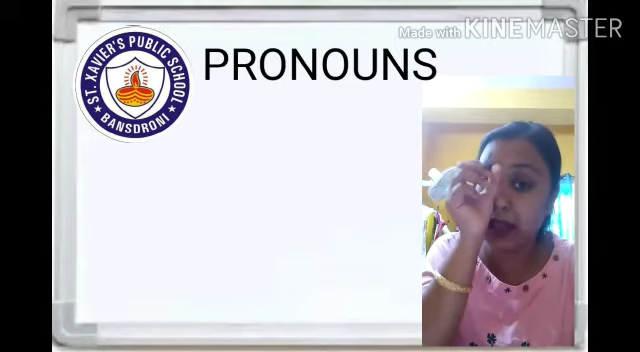 Made with KINEMASTER
PRONOUNS
ST. XAVIER'S PUBLIC SCHOOL
★ BANSDRONI ★